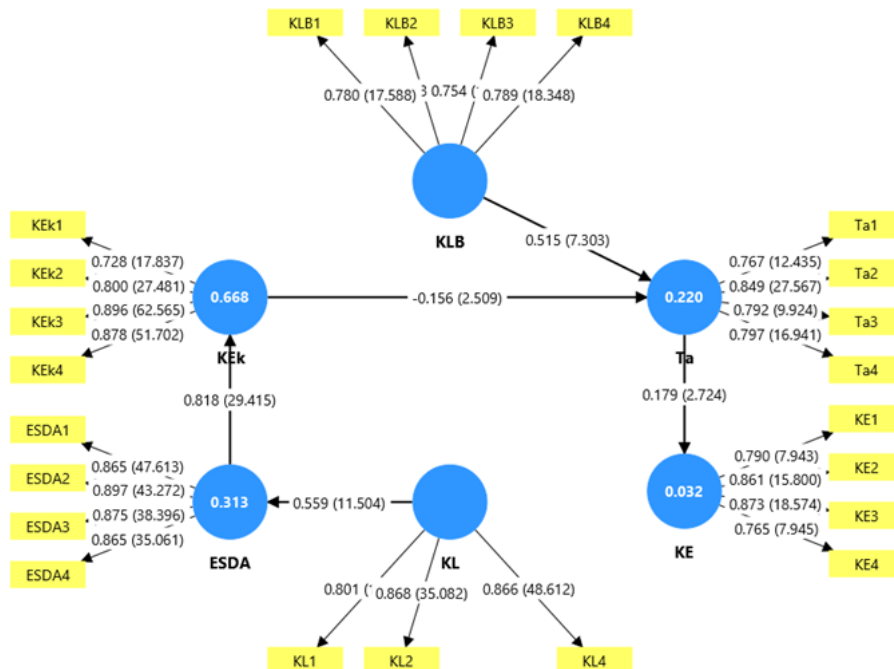 KLB1 KLB2 KLB3 KLB4
0.780 (17.588) 0.754 ( 0.789 (18.348)
KLB
KEk1
KEk2
KEk3
KEk4
0.728 (17.837)
0.800 (27.481)
0.896 (62.565)
0.878 (51.702)
0.668
KEk
0.515 (7.303)
-0.156 (2.509)
0.220
Ta
0.767 (12.435)
0.849 (27.567)
0.792 (9.924)
0.797 (16.941)
Ta1
Ta2
Ta3
Ta4
0.818 (29.415)
0.179 (2.724)
ESDA1
ESDA2
ESDA3
ESDA4
0.865 (47.613)
0.897 (43.272)
0.875 (38.396)
0.865 (35.061)
0.313
ESDA
0.559 (11.504)
KL
0.032
KE
0.790 (7.943)
0.861 (15.800)
0.873 (18.574)
0.765 (7.945)
KE1
KE2
KE3
KE4
0.801 ( 0.868 (35.082) 0.866 (48.612)
KL1 KL2 KL4